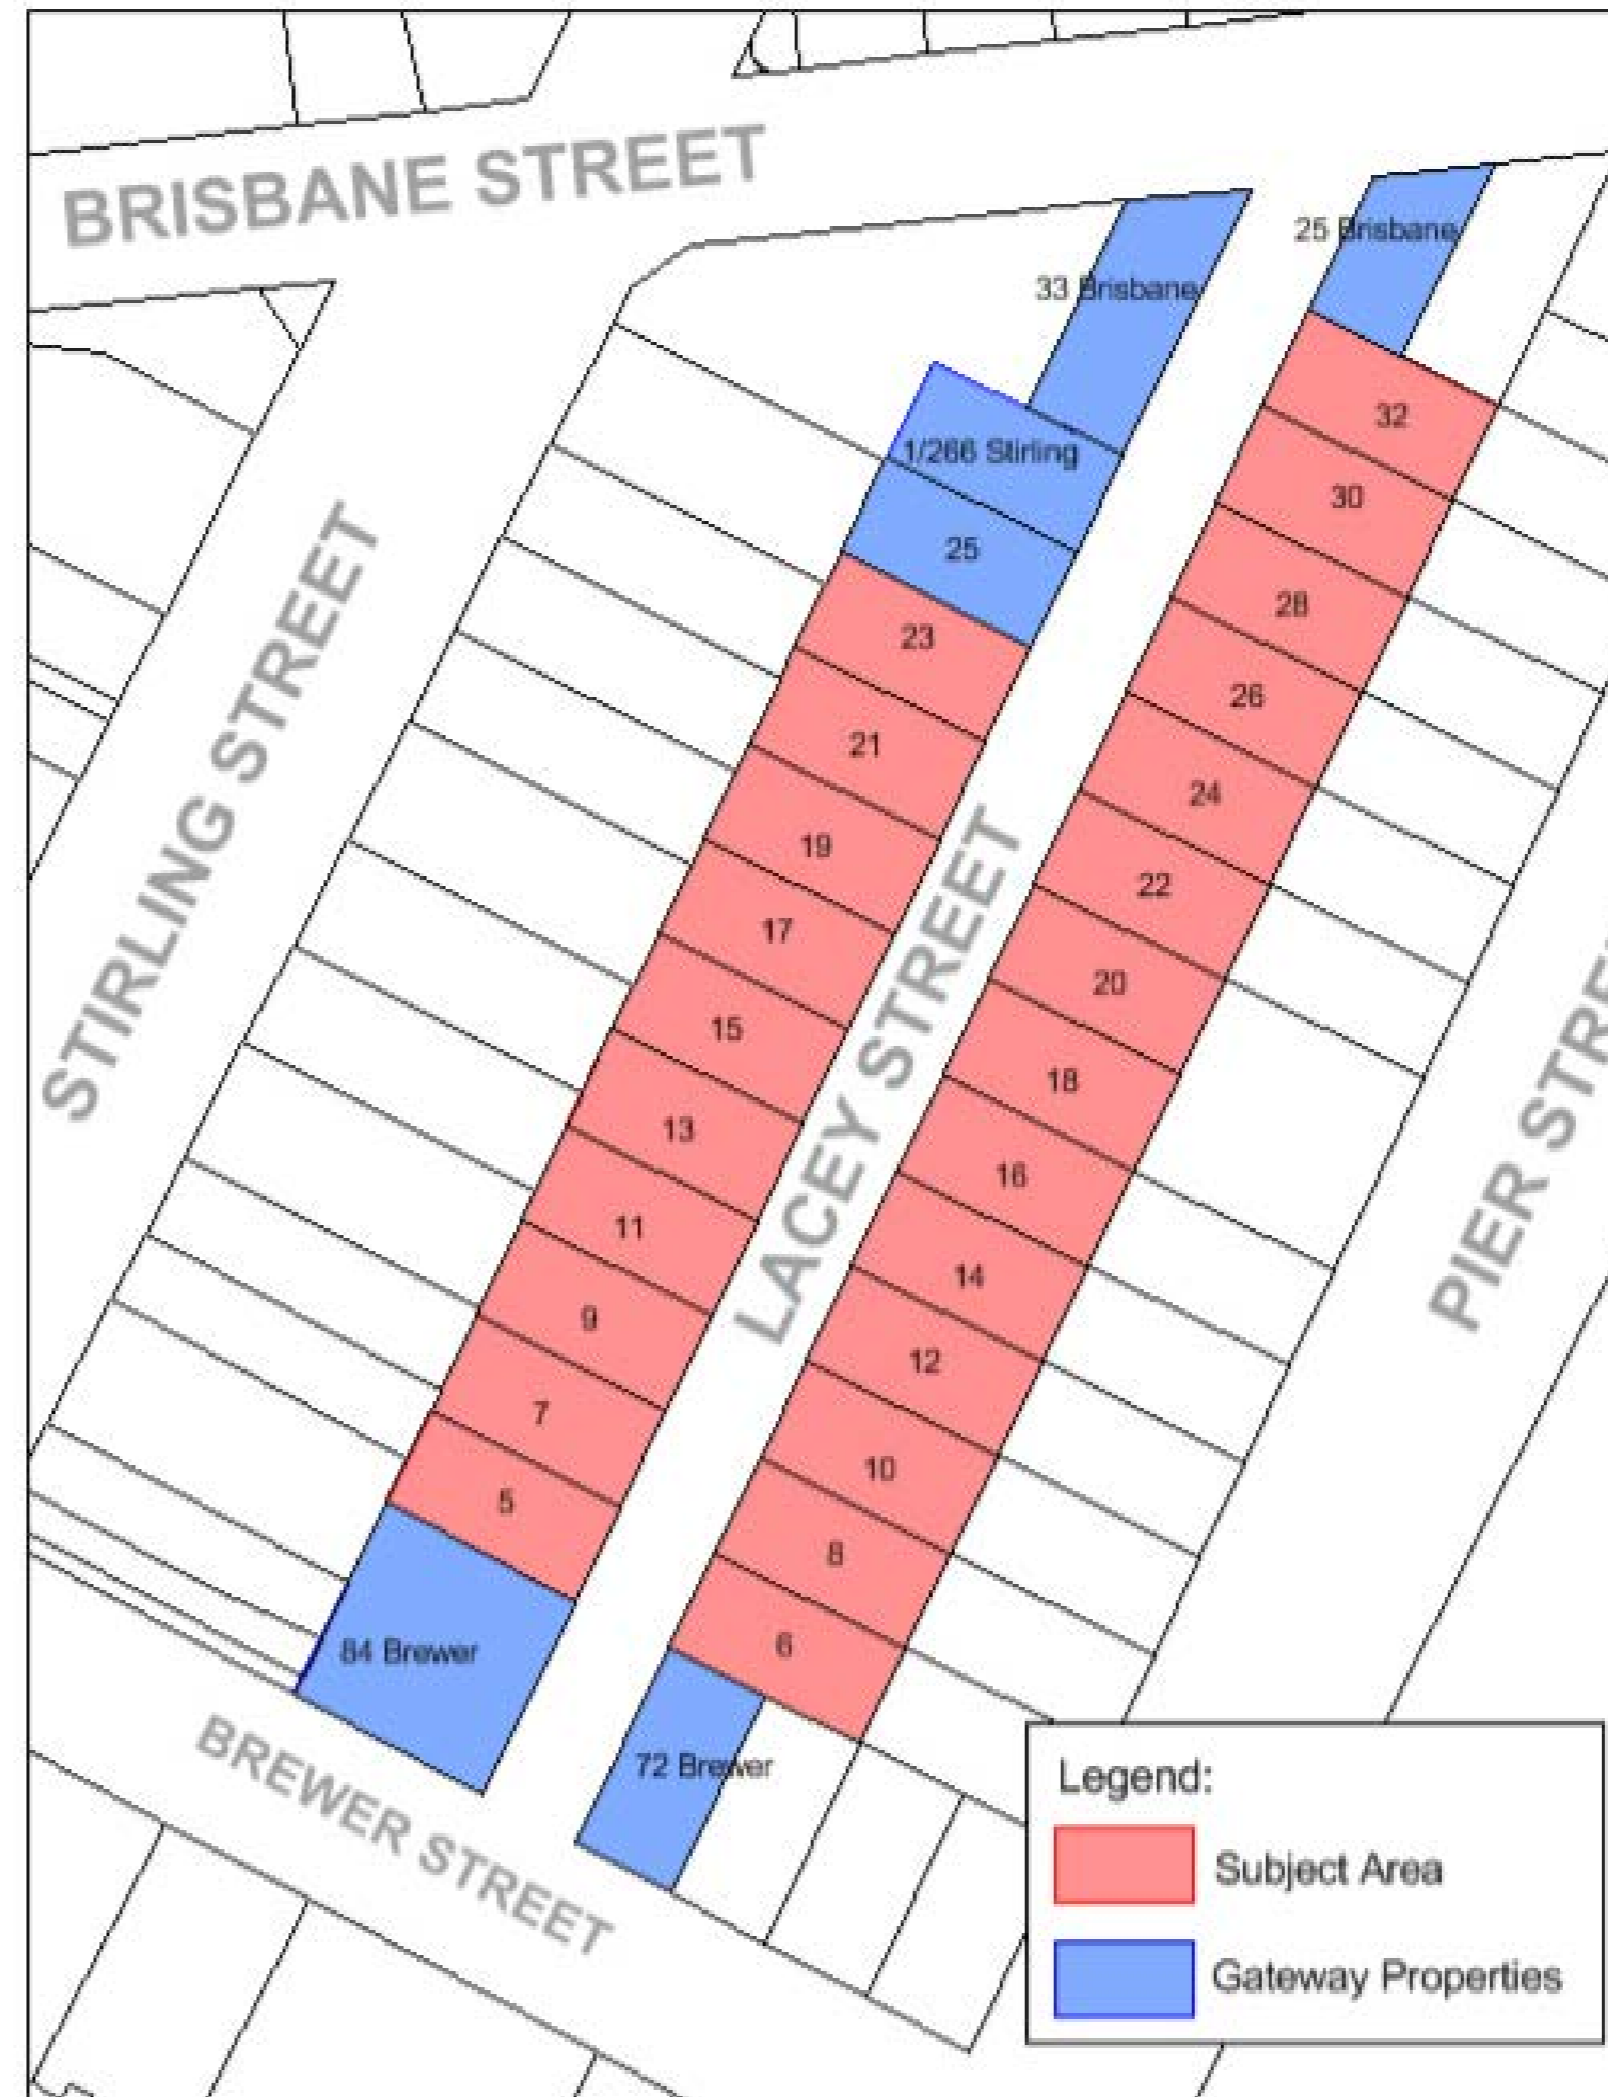 BRISBANE STREET
25 Brisbane
33 Brisbane
32
1/266 Stirling
30
25
28
23
26
21
24
19
22
17
20
15
18
13
16
11
14
9
12
7
10
5
8
6
STIRLING STREET
LACEY STREET
PIER STREE
84 Brewer
72 Brewer
BREWER STREET
Legend:
Subject Area
Gateway Properties